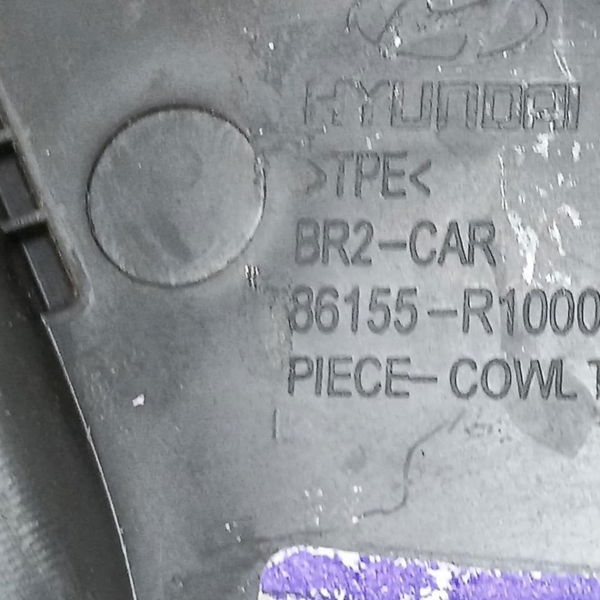 HYUNDAI
>TPE<
BR2-CAR
86155-R1000
PIECE-COWL T